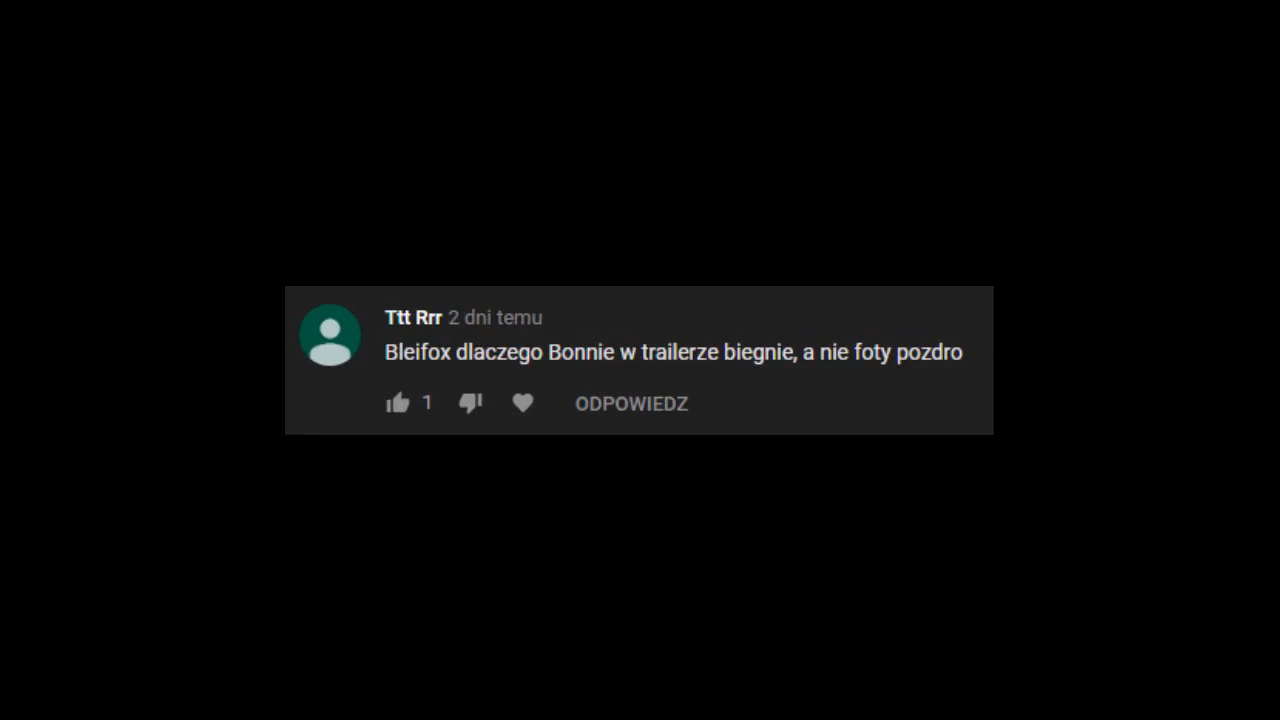 Ttt Rrr 2 dni temu
Bleifox dlaczego Bonnie w trailerze biegnie, a nie foty pozdro
1 ODPOWIEDZ